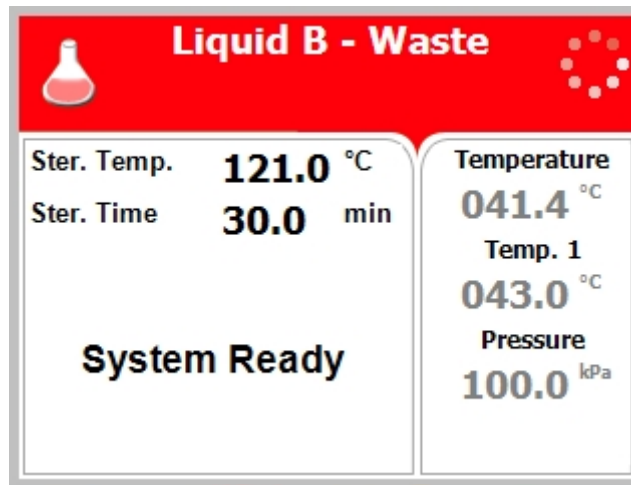 Liquid B - Waste
Ster. Temp. 121.0 °C
Ster. Time 30.0 min
System Ready
Temperature
041.4 °C
Temp. 1
043.0 °C
Pressure
100.0 kPa